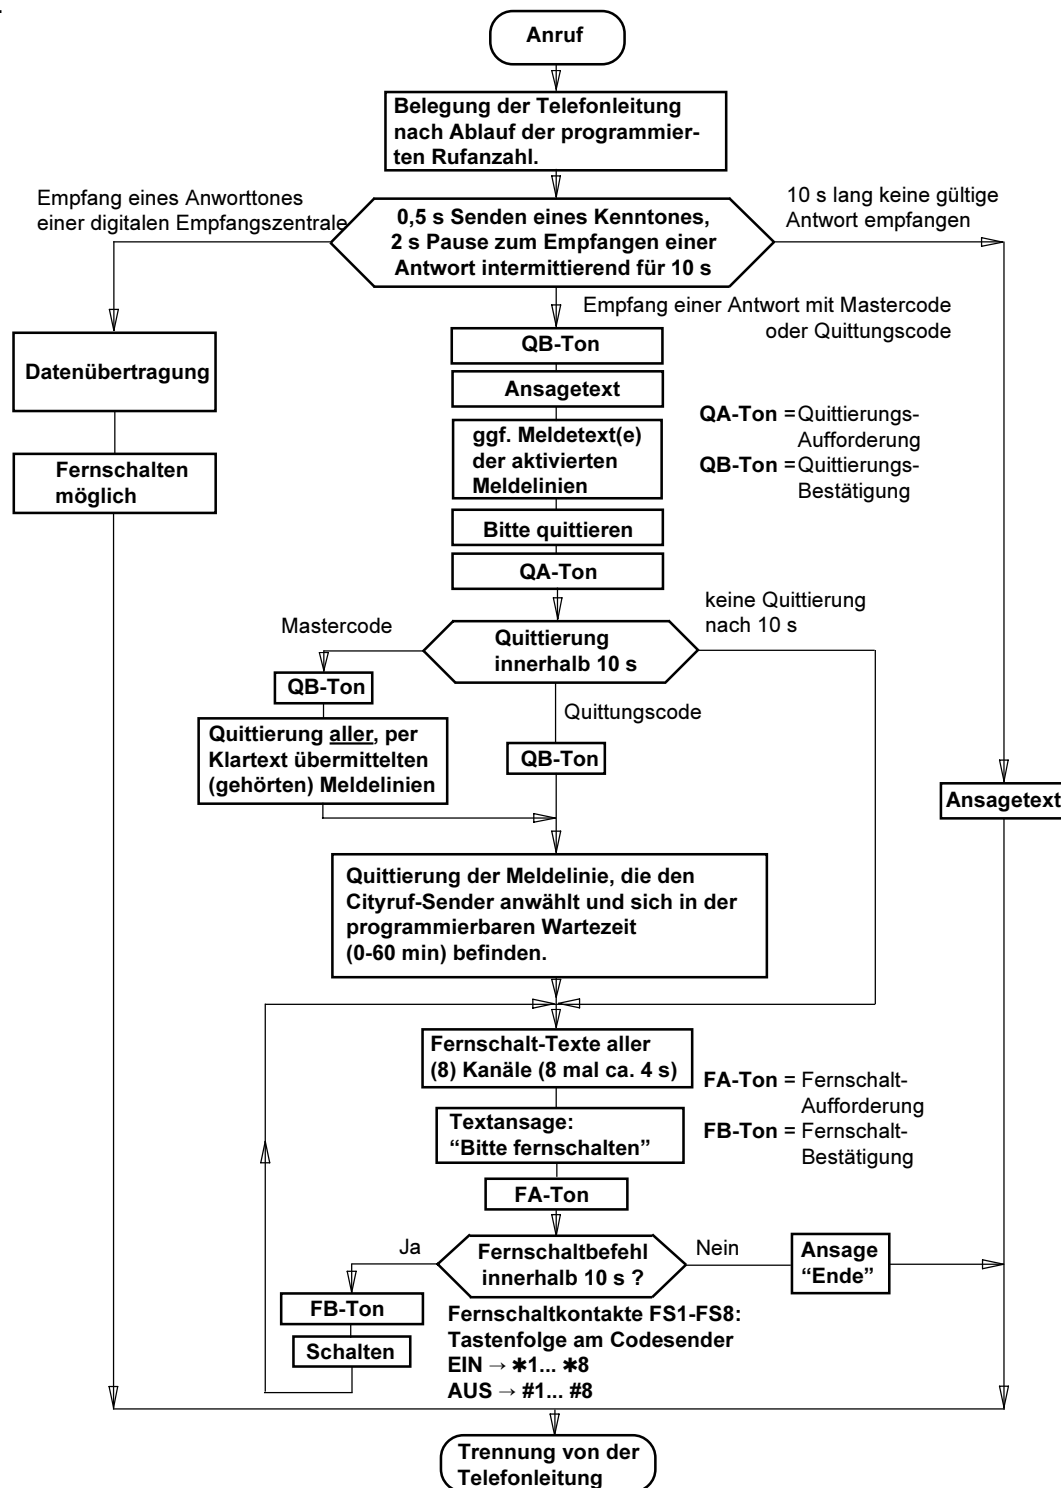 Anruf
Belegung der Telefonleitung
nach Ablauf der programmier-
ten Rufanzahl.
Empfang eines Anworttones
einer digitalen Empfangszentrale
0,5 s Senden eines Kenntones,
2 s Pause zum Empfangen einer
Antwort intermittierend für 10 s
10 s lang keine gültige
Antwort empfangen
Empfang einer Antwort mit Mastercode
oder Quittungscode
Datenübertragung
Fernschalten
möglich
QB-Ton
Ansagetext
ggf. Meldetext(e)
der aktivierten
Meldelinien
Bitte quittieren
QA-Ton
QA-Ton = Quittierungs-
Aufforderung
QB-Ton = Quittierungs-
Bestätigung
keine Quittierung
nach 10 s
Mastercode
Quittierung
innerhalb 10 s
QB-Ton
Quittierung aller, per
Klartext übermittelten
(gehörten) Meldelinien
Quittungscode
QB-Ton
Ansagetext
Quittierung der Meldelinie, die den
Cityruf-Sender anwählt und sich in der
programmierbaren Wartezeit
(0-60 min) befinden.
Fernschalt-Texte aller
(8) Kanäle (8 mal ca. 4 s)
Textansage:
“Bitte fernschalten”
FA-Ton
FA-Ton = Fernschalt-
Aufforderung
FB-Ton = Fernschalt-
Bestätigung
Ja
Fernschaltbefehl
innerhalb 10 s ?
Nein
Ansage
“Ende”
FB-Ton
Schalten
Fernschaltkontakte FS1-FS8:
Tastenfolge am Codesender
EIN → ✱1... ✱8
AUS → #1... #8
Trennung von der
Telefonleitung